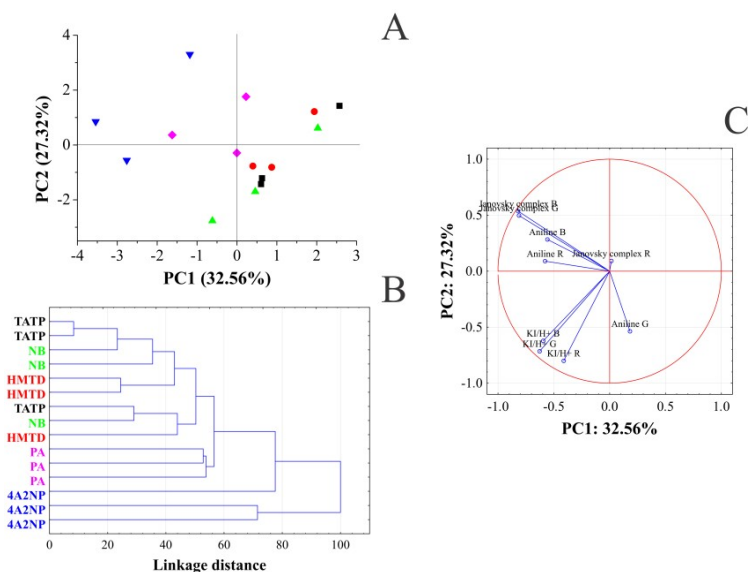 A
4
2
0
-2
PC2 (27.32%)
-4 -3 -2 -1 0 1 2 3
PC1 (32.56%)
B
TATP
TATP
NB
NB
HMTD
HMTD
TATP
NB
HMTD
PA
PA
PA
4A2NP
4A2NP
4A2NP
0 20 40 60 80 100
Linkage distance
C
1.0
0.5
0.0
-0.5
-1.0
PC2: 27.32%
Janovsky complex B
Janovsky complex G
Aniline B
Aniline R
Janovsky complex R
Aniline G
KI/H+ B
KI/H+ G
KI/H+ R
-1.0 -0.5 0.0 0.5 1.0
PC1: 32.56%